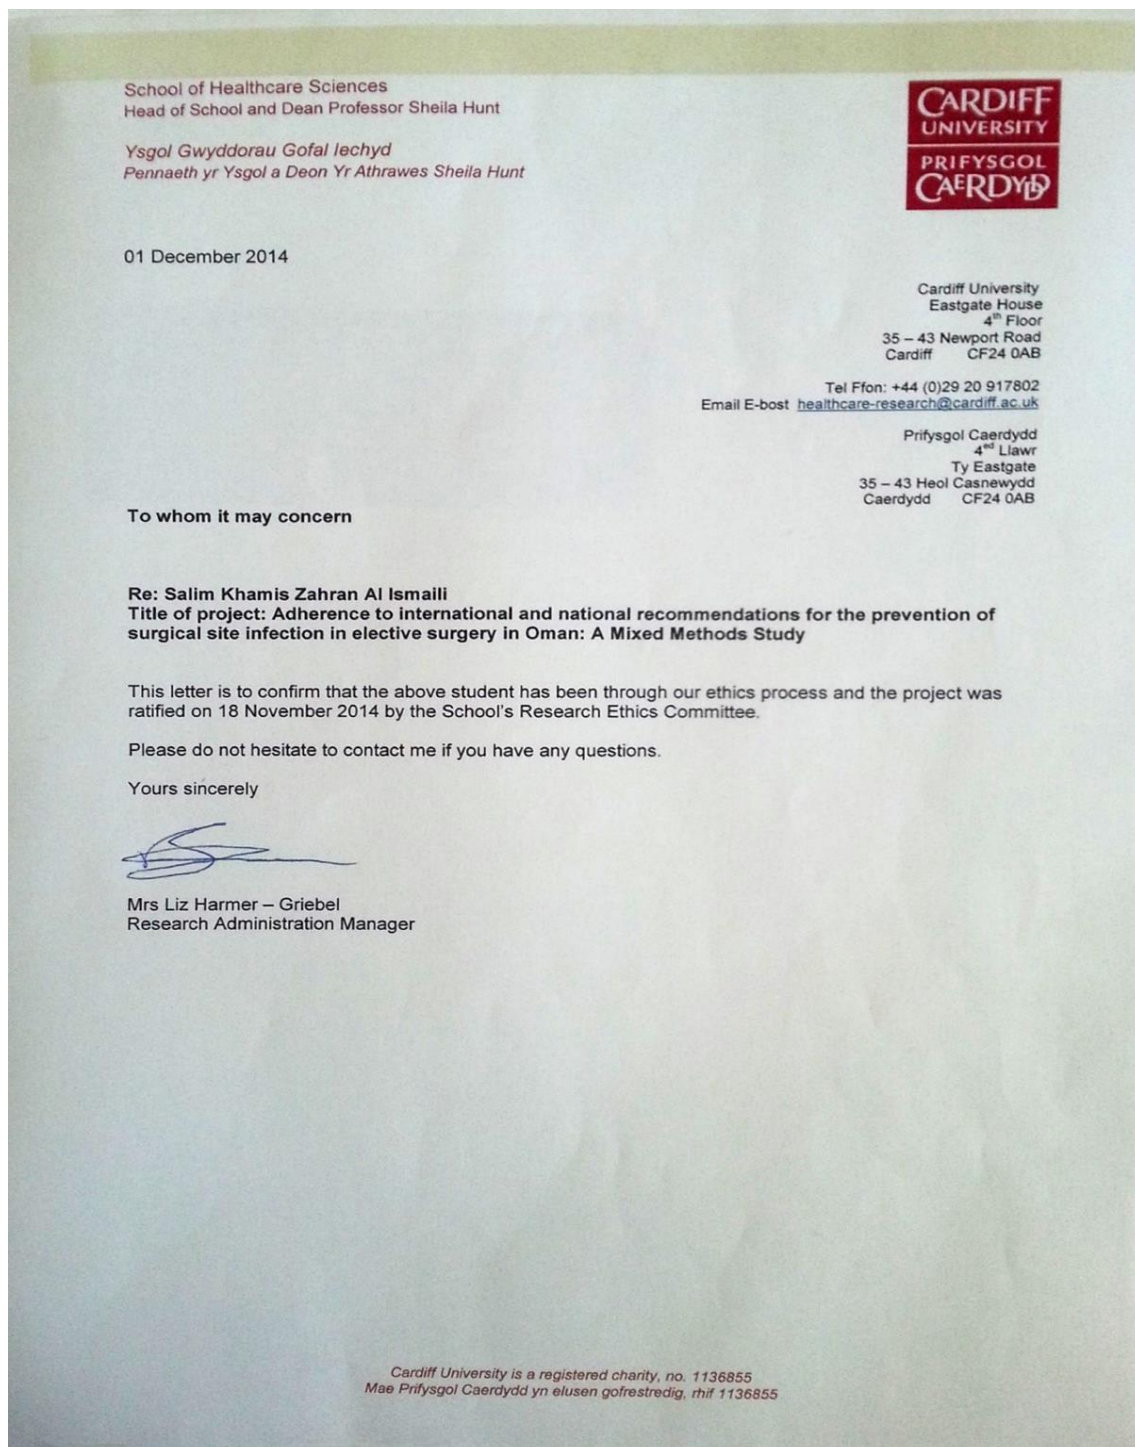 School of Healthcare Sciences
Head of School and Dean Professor Sheila Hunt
Ysgol Gwyddorau Gofal Iechyd
Pennaeth yr Ysgol a Deon Yr Athrawes Sheila Hunt
CARDIFF
UNIVERSITY
PRIFYSGOL
CAERDYDD
01 December 2014
Cardiff University
Eastgate House
4th Floor
35 – 43 Newport Road
Cardiff CF24 0AB
Tel Ffon: +44 (0)29 20 917802
Email E-bost healthcare-research@cardiff.ac.uk
Prifysgol Caerdydd
4ed Llawr
Ty Eastgate
35 – 43 Heol Casnewydd
Caerdydd CF24 0AB
To whom it may concern
Re: Salim Khamis Zahran Al Ismaili
Title of project: Adherence to international and national recommendations for the prevention of
surgical site infection in elective surgery in Oman: A Mixed Methods Study
This letter is to confirm that the above student has been through our ethics process and the project was
ratified on 18 November 2014 by the School's Research Ethics Committee.
Please do not hesitate to contact me if you have any questions.
Yours sincerely
Mrs Liz Harmer – Griebel
Research Administration Manager
Cardiff University is a registered charity, no. 1136855
Mae Prifysgol Caerdydd yn elusen gofrestredig, rhif 1136855